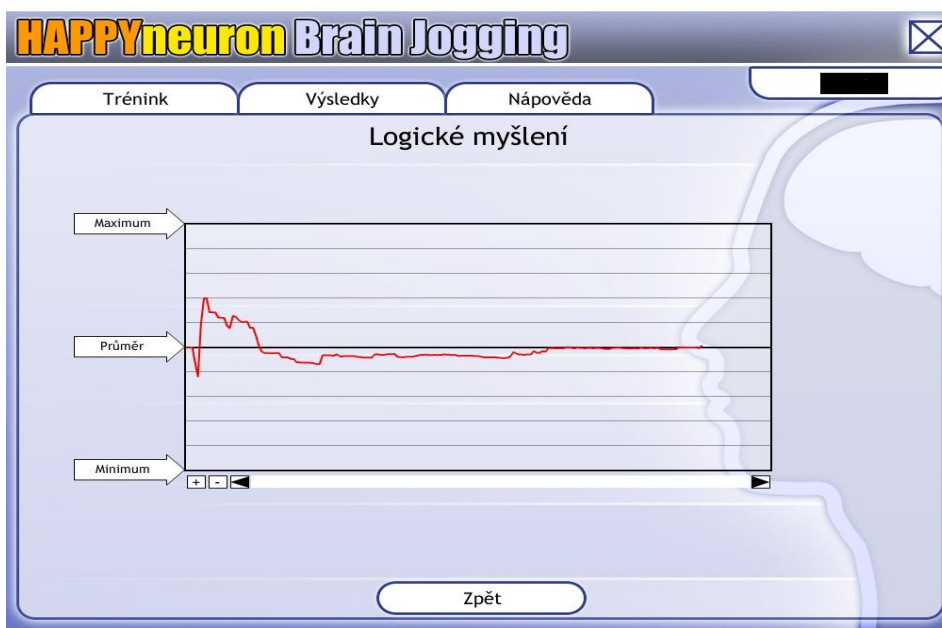 HAPPYneuron Brain Jogging
Trénink
Výsledky
Nápověda
Logické myšlení
Maximum
Průměr
Minimum
+ -
Zpět